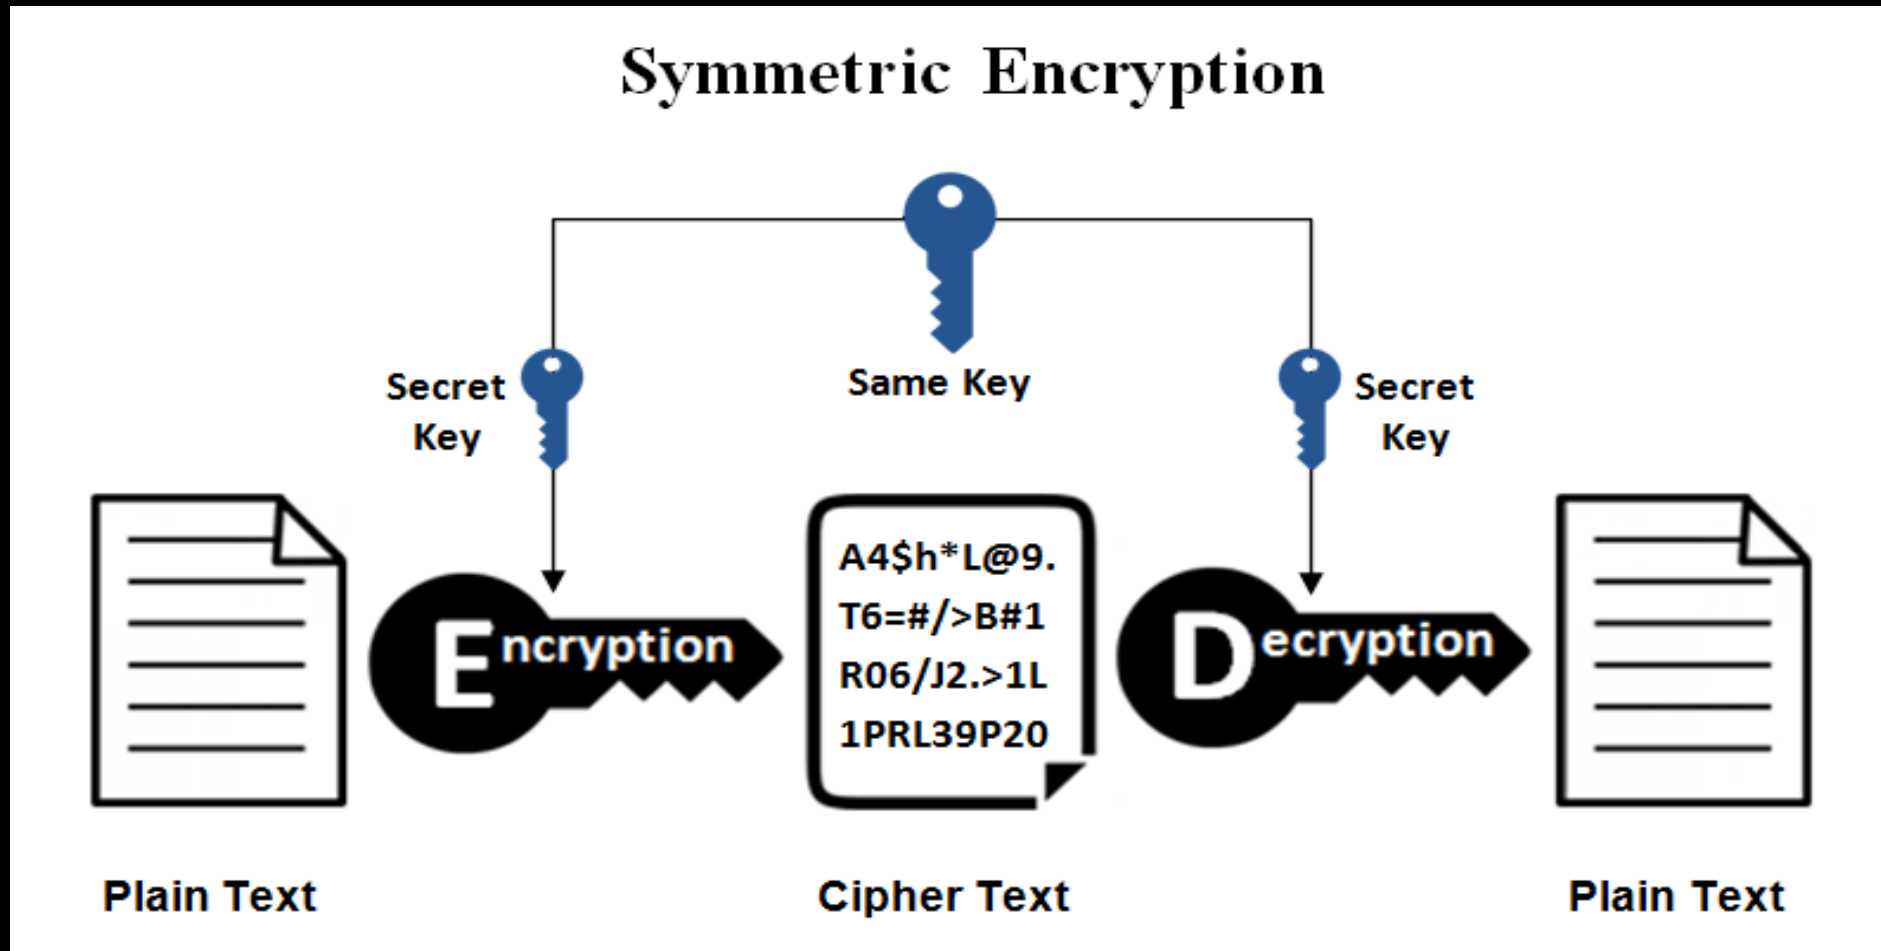 Symmetric Encryption
Same Key
Secret
Key
Secret
Key
Encryption
A4$h*L@9.
T6=#/>B#1
R06/J2.>1L
1PRL39P20
Decryption
Plain Text
Cipher Text
Plain Text